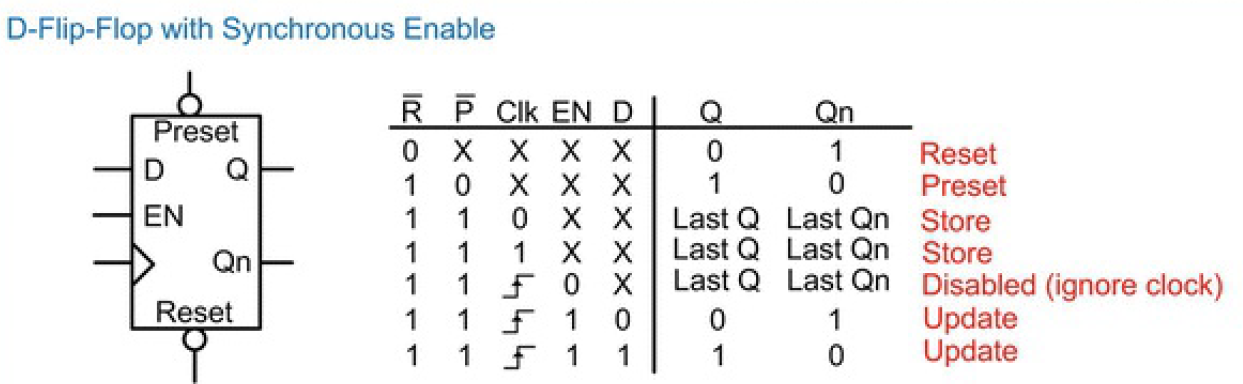 D-Flip-Flop with Synchronous Enable
Preset
D Q
EN
Qn
Reset
R̅ P̅ Clk EN D Q Qn
0 X X X X 0 1 Reset
1 0 X X X 1 0 Preset
1 1 0 X X Last Q Last Qn Store
1 1 1 X X Last Q Last Qn Store
1 1 0 X Last Q Last Qn Disabled (ignore clock)
1 1 1 0 0 1 Update
1 1 1 1 1 0 Update